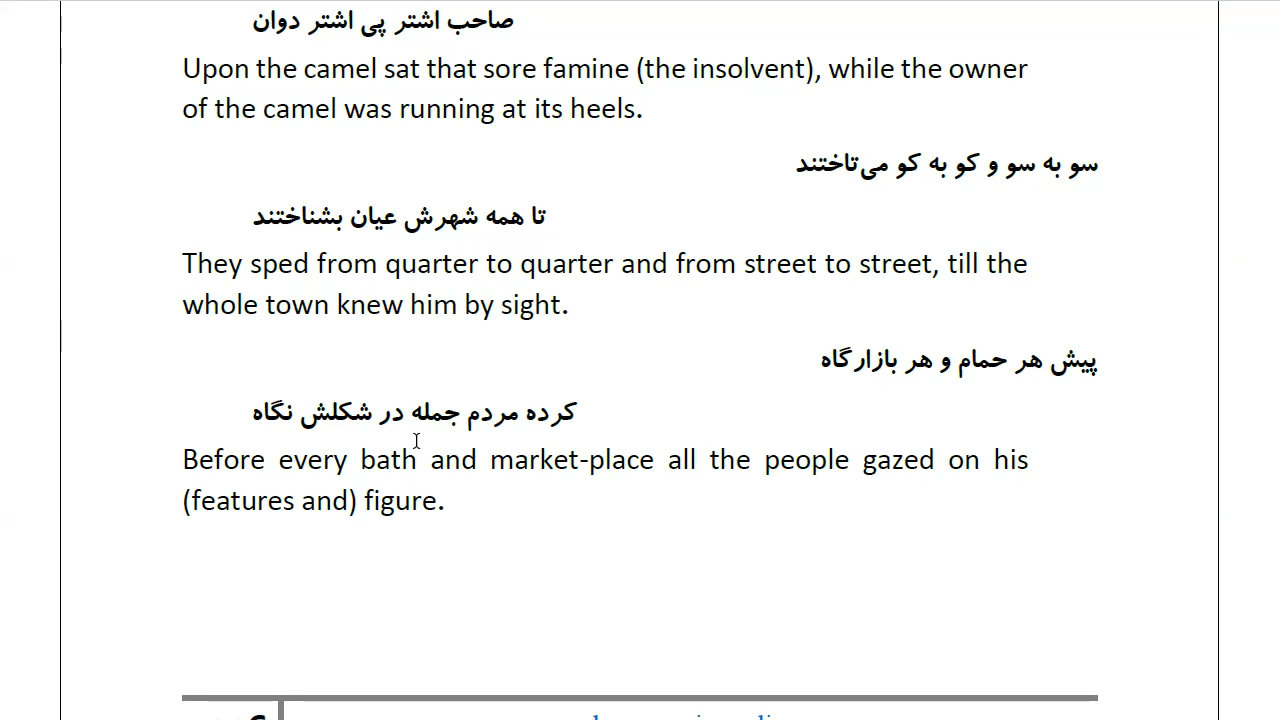 صاحب اشتر پی اشتر دوان
Upon the camel sat that sore famine (the insolvent), while the owner
of the camel was running at its heels.
سو به سو و کو به کو می‌تاختند
تا همه شهرش عیان بشناختند
They sped from quarter to quarter and from street to street, till the
whole town knew him by sight.
پیش هر حمام و هر بازارگاه
کرده مردم جمله در شکلش نگاه
Before every bath and market-place all the people gazed on his
(features and) figure.